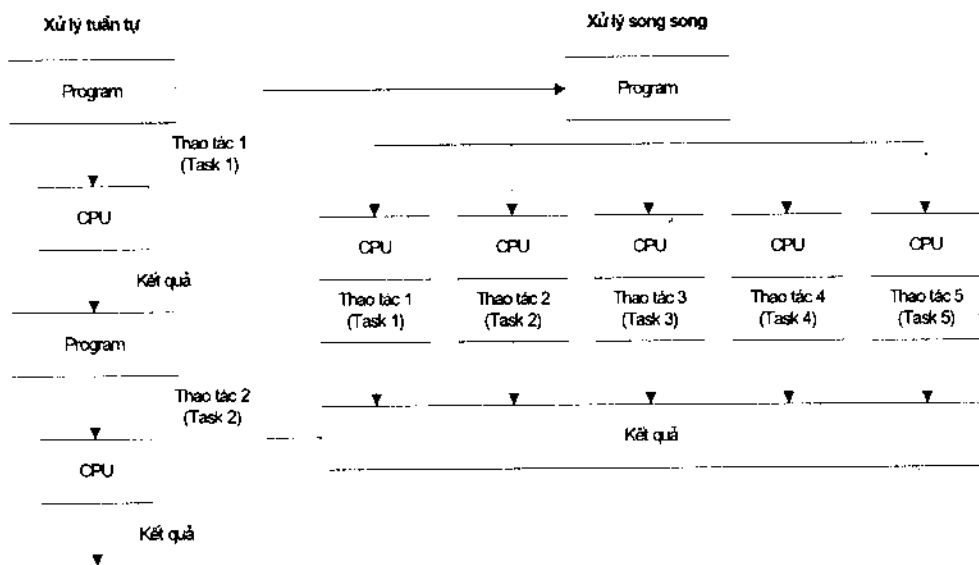 Xử lý tuần tự
Xử lý song song
Program
Program
Thao tác 1
(Task 1)
CPU
CPU
CPU
CPU
CPU
CPU
Kết quả
Thao tác 1
(Task 1)
Thao tác 2
(Task 2)
Thao tác 3
(Task 3)
Thao tác 4
(Task 4)
Thao tác 5
(Task 5)
Program
Thao tác 2
(Task 2)
Kết quả
CPU
Kết quả